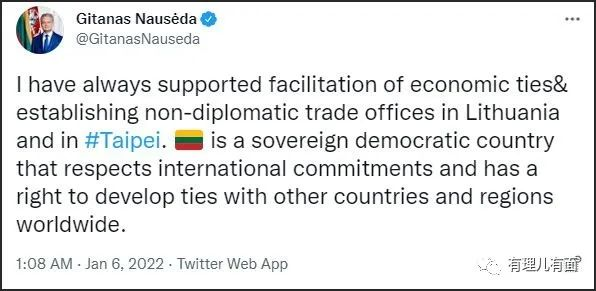 Gitanas Nausėda
@GitanasNauseda
I have always supported facilitation of economic ties&
establishing non-diplomatic trade offices in Lithuania
and in #Taipei. 🇱🇹 is a sovereign democratic country
that respects international commitments and has a
right to develop ties with other countries and regions
worldwide.
1:08 AM · Jan 6, 2022 · Twitter Web App
有理儿有面